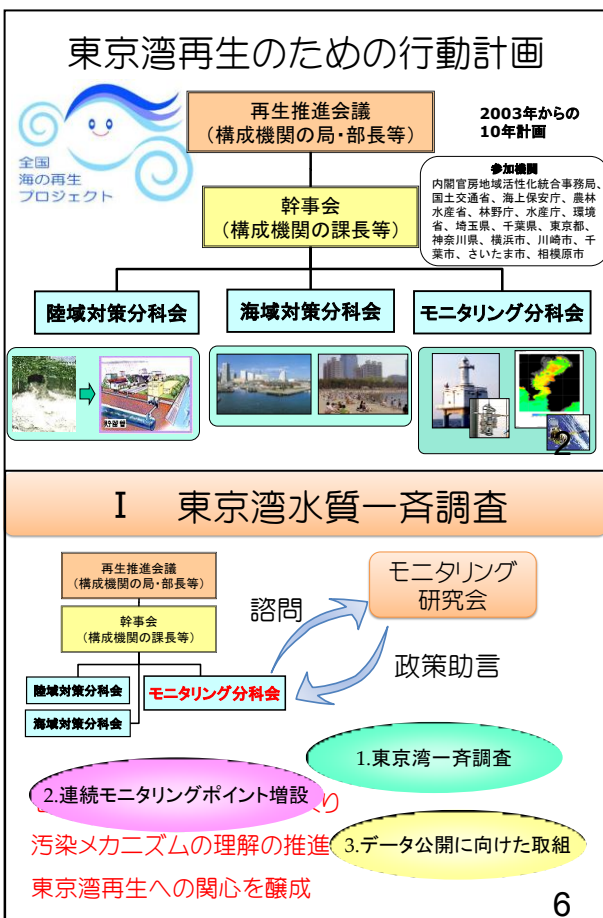 東京湾再生のための行動計画
全国
海の再生
プロジェクト
再生推進会議
(構成機関の局・部長等)
2003年からの
10年計画
幹事会
(構成機関の課長等)
参加機関
内閣官房地域活性化統合事務局、
国土交通省、海上保安庁、農林
水産省、林野庁、水産庁、環境
省、埼玉県、千葉県、東京都、
神奈川県、横浜市、川崎市、千
葉市、さいたま市、相模原市
陸域対策分科会
海域対策分科会
モニタリング分科会
貯留管
2
I 東京湾水質一斉調査
再生推進会議
(構成機関の局・部長等)
幹事会
(構成機関の課長等)
陸域対策分科会
海域対策分科会
モニタリング分科会
諮問
モニタリング
研究会
政策助言
1.東京湾一斉調査
2.連続モニタリングポイント増設
り
汚染メカニズムの理解の推進
3.データ公開に向けた取組
東京湾再生への関心を醸成
6